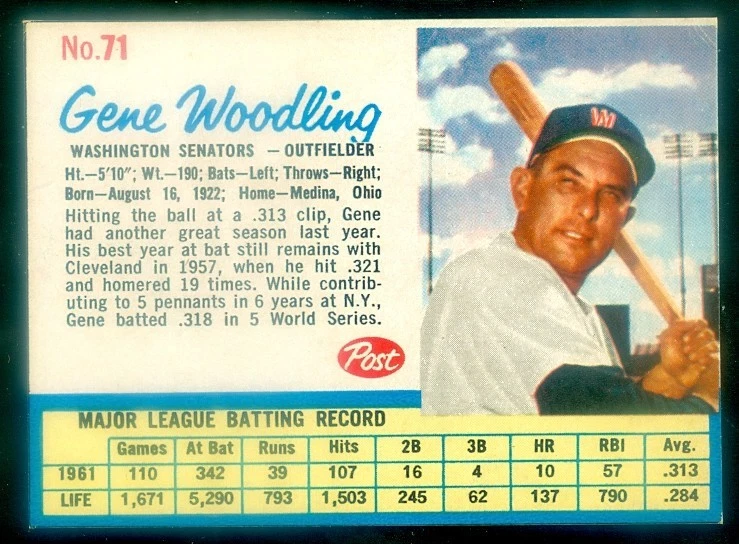 No.71
Gene Woodling
WASHINGTON SENATORS — OUTFIELDER
Ht.—5'10"; Wt.—190; Bats—Left; Throws—Right;
Born—August 16, 1922; Home—Medina, Ohio
Hitting the ball at a .313 clip, Gene
had another great season last year.
His best year at bat still remains with
Cleveland in 1957, when he hit .321
and homered 19 times. While contrib-
uting to 5 pennants in 6 years at N.Y.,
Gene batted .318 in 5 World Series.
Post
W
MAJOR LEAGUE BATTING RECORD
Games At Bat Runs Hits 2B 3B HR RBI Avg.
1961 110 342 39 107 16 4 10 57 .313
LIFE 1,671 5,290 793 1,503 245 62 137 790 .284